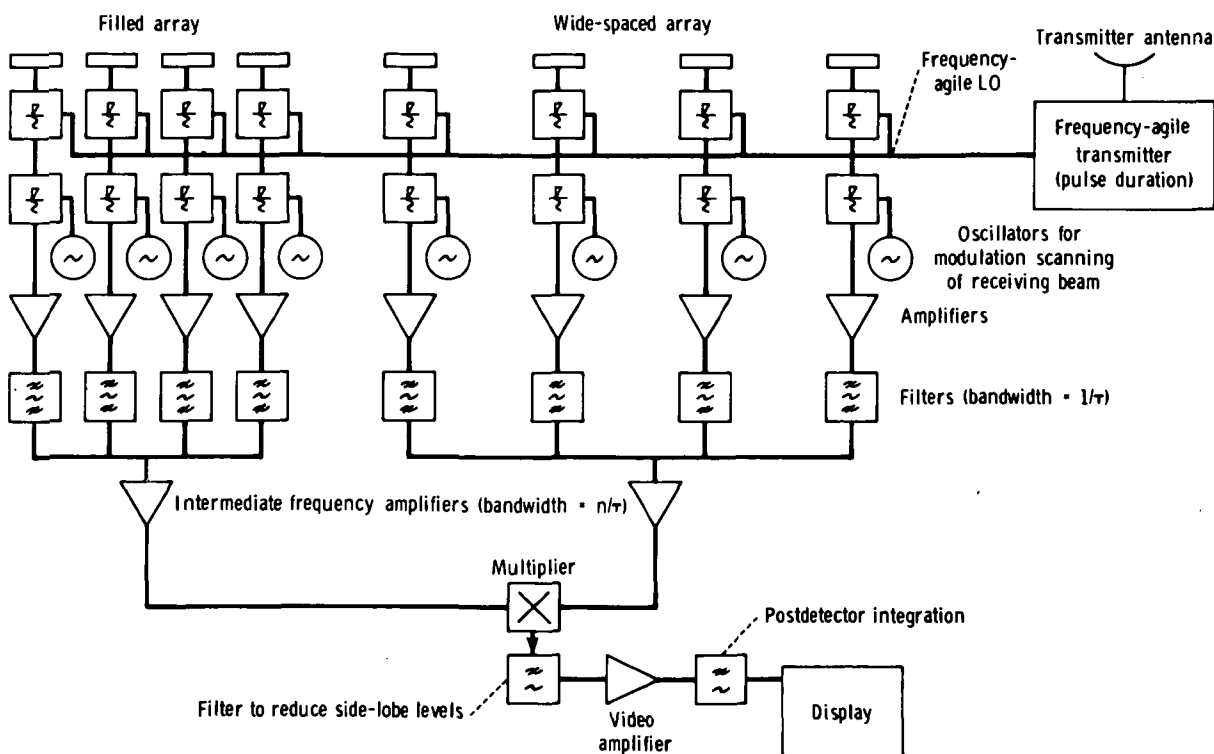 Filled array
Wide-spaced array
Transmitter antenna
Frequency-
agile LO
Frequency-agile
transmitter
(pulse duration)
Oscillators for
modulation scanning
of receiving beam
Amplifiers
Filters (bandwidth = 1/τ)
Intermediate frequency amplifiers (bandwidth = n/τ)
Multiplier
Postdetector integration
Filter to reduce side-lobe levels
Video
amplifier
Display